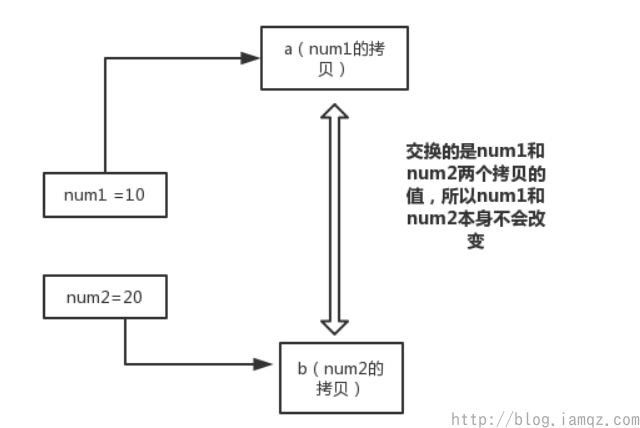 a（num1的拷
贝）
num1 =10
交换的是num1和
num2两个拷贝的
值，所以num1和
num2本身不会改
变
num2=20
b（num2的
拷贝）
http://blog.iamqz.com/